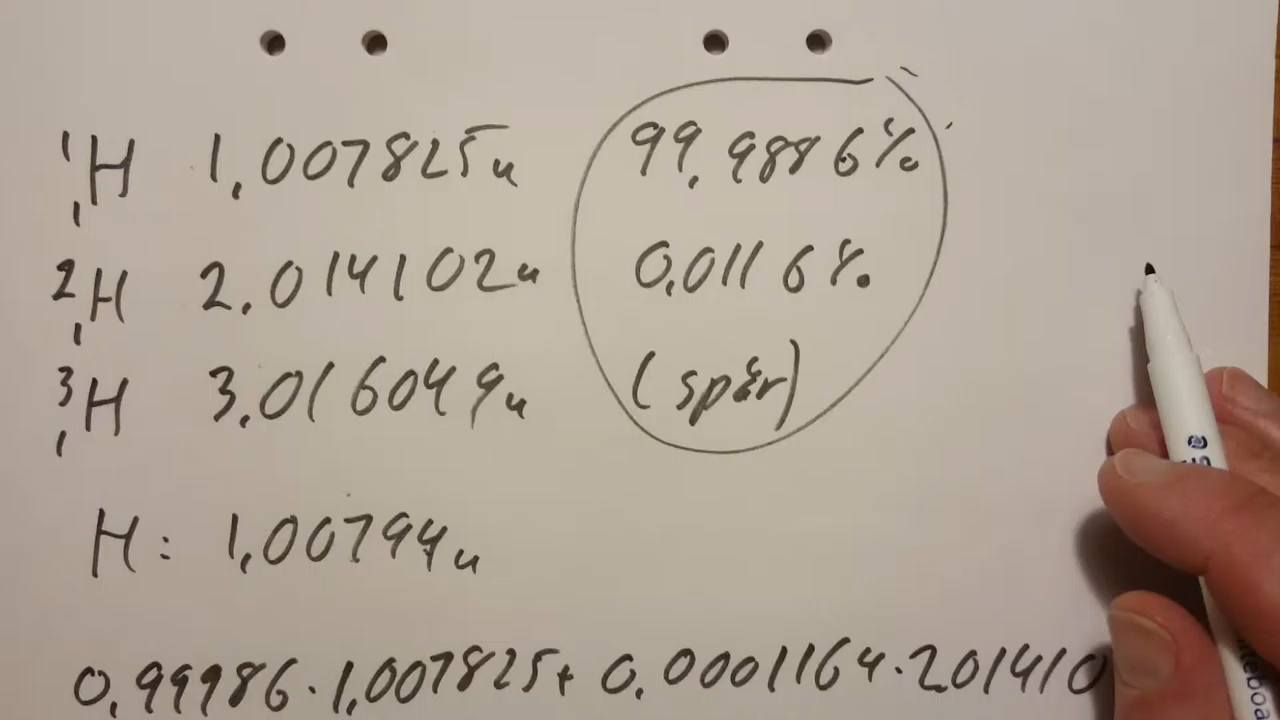 ¹₁H 1,007825u 99,9886%
²₁H 2,014102u 0,0116%
³₁H 3,016049u (spår)
H: 1,00794u
0,99986·1,007825+ 0,0001164·201410